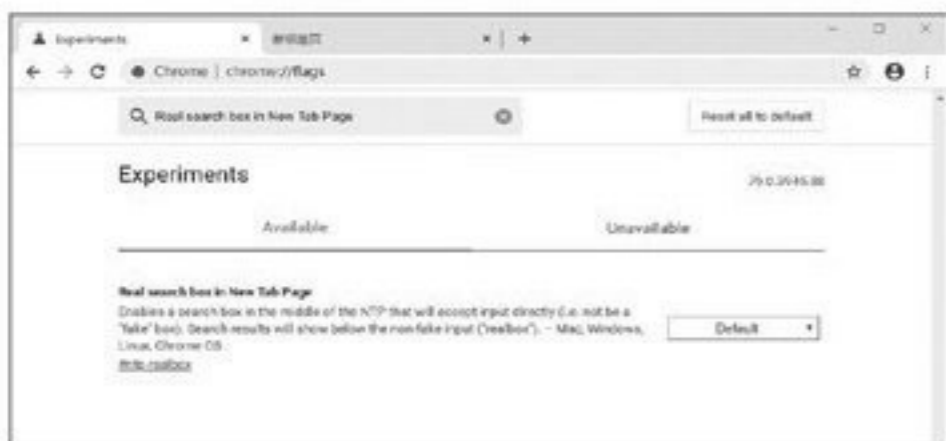 Experiments
Chrome | chrome://flags
Real search box in New Tab Page
Reset all to default
Experiments
Available
Unavailable
Real search box in New Tab Page
Enables a search box in the middle of the NTP that will accept input directly (i.e. not be a
"fake" box). Search results will show below the non-fake input ("realbox"). – Mac, Windows,
Linux, Chrome OS
#ntp-realbox
Default